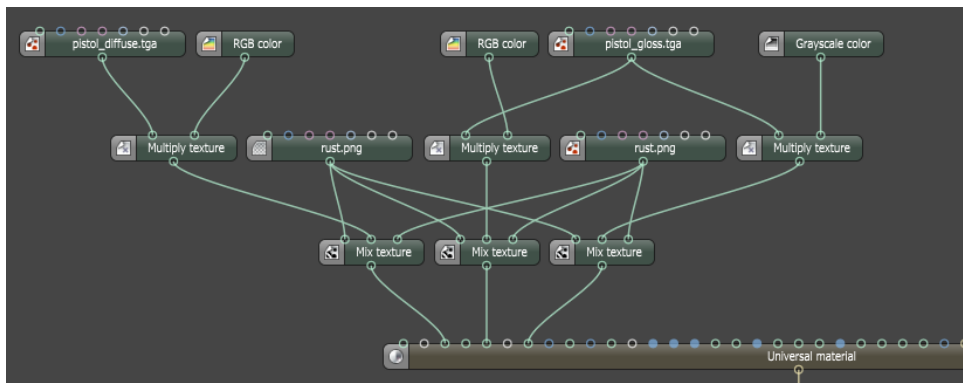 pistol_diffuse.tga
RGB color
RGB color
pistol_gloss.tga
Grayscale color
Multiply texture
rust.png
Multiply texture
rust.png
Multiply texture
Mix texture
Mix texture
Mix texture
Universal material